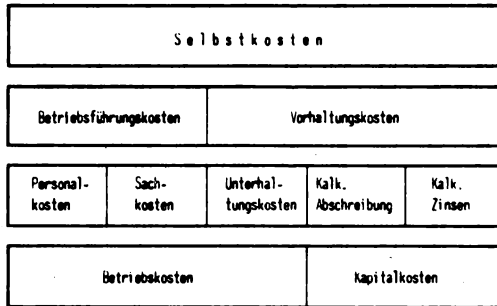 Selbstkosten
Betriebsführungskosten Vorhaltungskosten
Personal- Sach- Unterhal- Kalk. Kalk.
kosten kosten tungskosten Abschreibung Zinsen
Betriebskosten Kapitalkosten